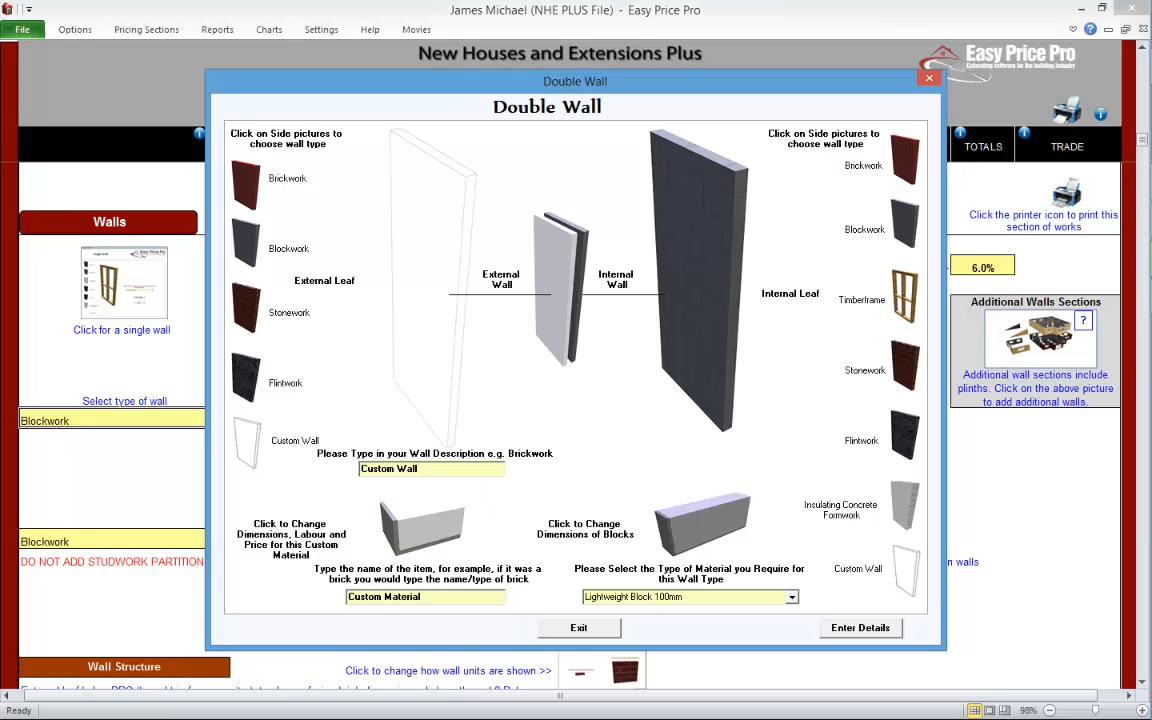 James Michael (NHE PLUS File) - Easy Price Pro
File Options Pricing Sections Reports Charts Settings Help Movies
New Houses and Extensions Plus
Easy Price Pro
Estimating software for the building industry
TOTALS
TRADE
Click the printer icon to print this
section of works
6.0%
Walls
Click for a single wall
Select type of wall
Blockwork
Blockwork
DO NOT ADD STUDWORK PARTITION
Wall Structure
Click to change how wall units are shown >>
Additional Walls Sections
?
Additional wall sections include
plinths. Click on the above picture
to add additional walls.
n walls
Double Wall
Double Wall
Click on Side pictures to
choose wall type
Brickwork
Blockwork
External Leaf
Stonework
Flintwork
Custom Wall
Please Type in your Wall Description e.g. Brickwork
Custom Wall
External
Wall
Internal
Wall
Click on Side pictures to
choose wall type
Brickwork
Blockwork
Internal Leaf
Timberframe
Stonework
Flintwork
Insulating Concrete
Formwork
Custom Wall
Click to Change
Dimensions, Labour and
Price for this Custom
Material
Type the name of the item, for example, if it was a
brick you would type the name/type of brick
Custom Material
Click to Change
Dimensions of Blocks
Please Select the Type of Material you Require for
this Wall Type
Lightweight Block 100mm
Exit
Enter Details
Ready
98%